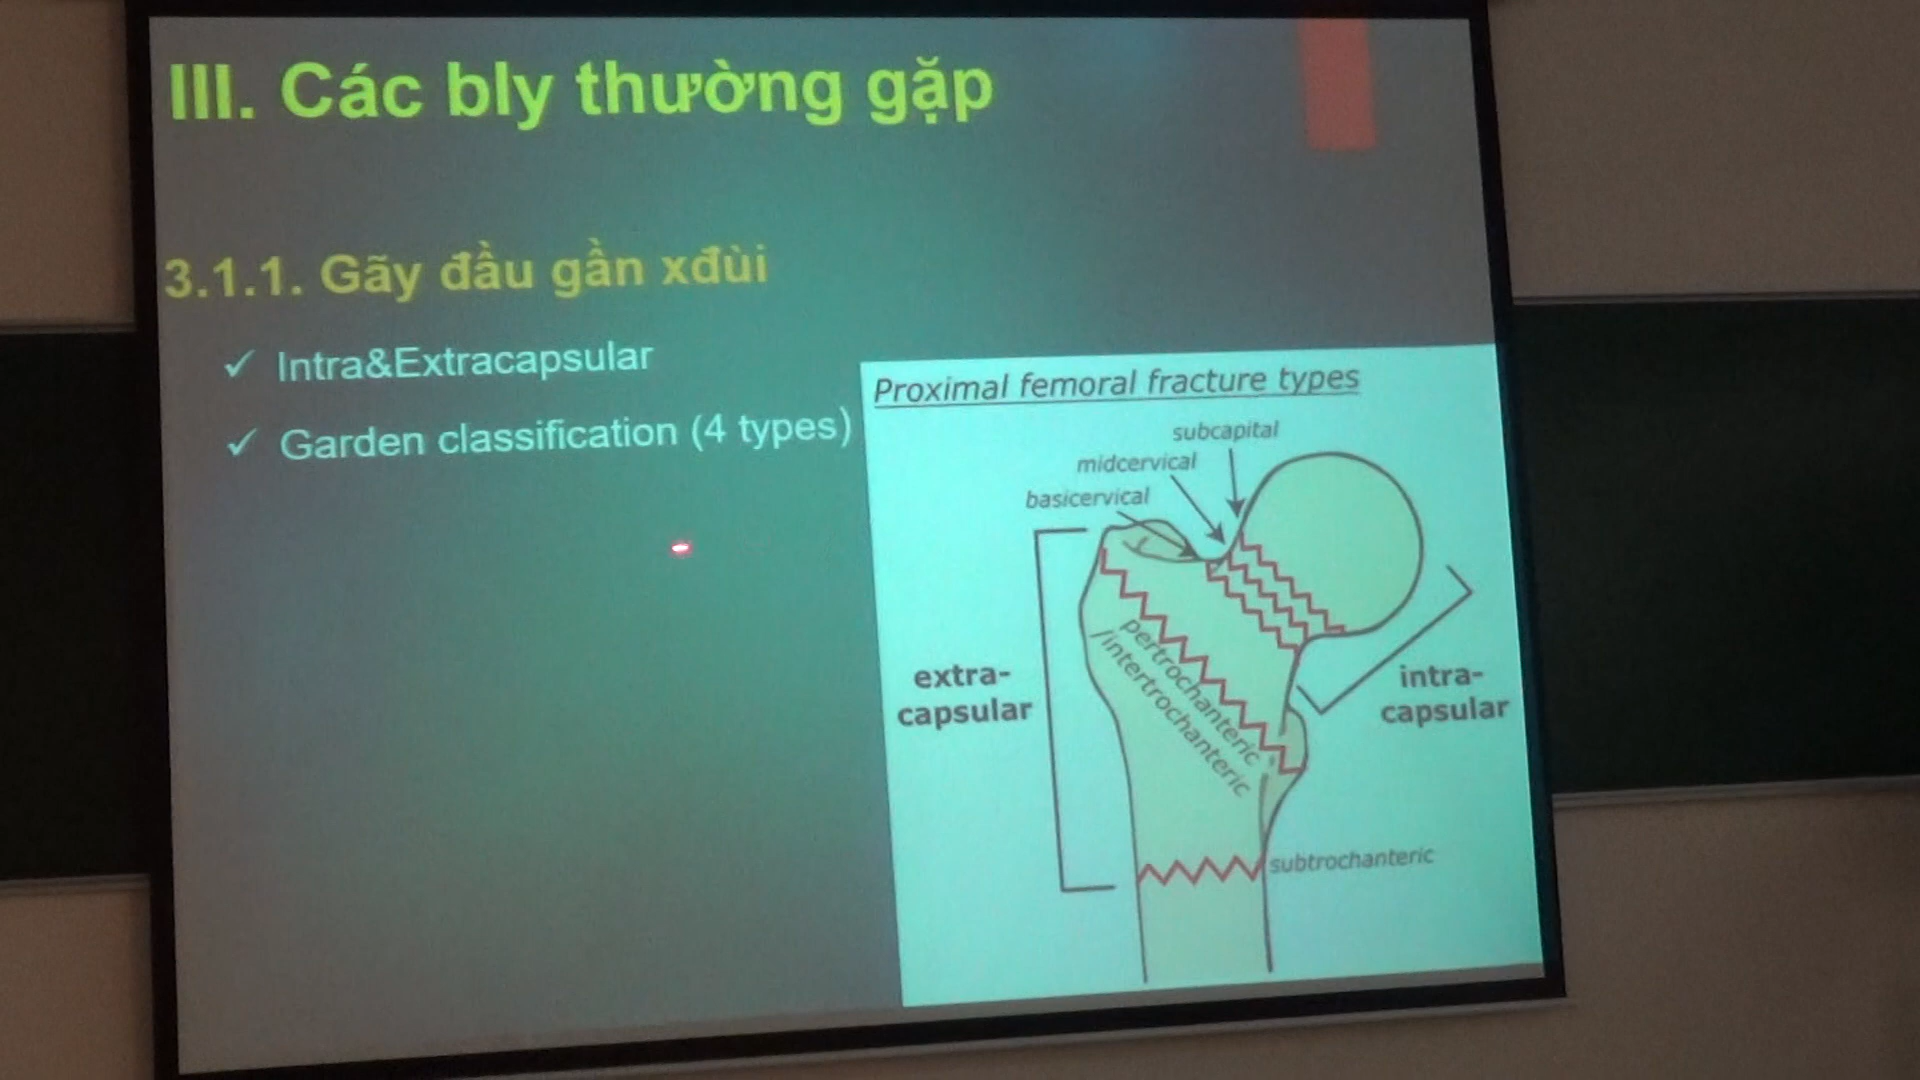 III. Các bly thường gặp
3.1.1. Gãy đầu gần xđùi
✓ Intra&Extracapsular
✓ Garden classification (4 types)
Proximal femoral fracture types
subcapital
midcervical
basicervical
extra-
capsular
pertrochanteric
/intertrochanteric
intra-
capsular
subtrochanteric